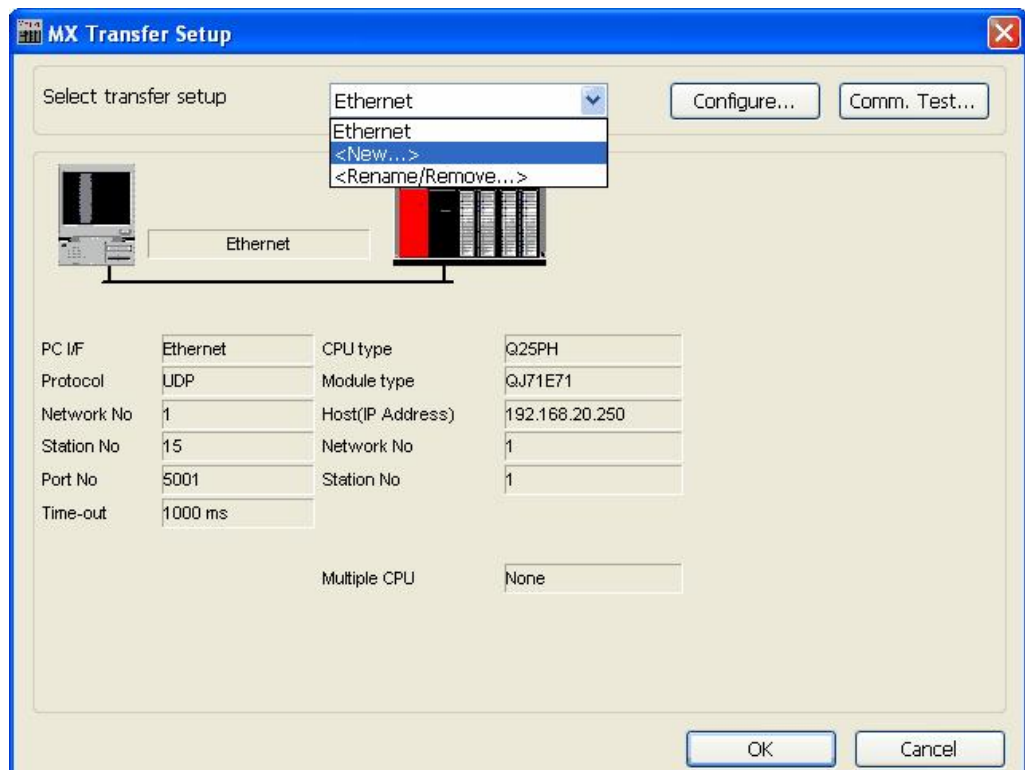 MX Transfer Setup
Select transfer setup
Ethernet
Configure...
Comm. Test...
Ethernet
<New...>
<Rename/Remove...>
Ethernet
PC I/F Ethernet CPU type Q25PH
Protocol UDP Module type QJ71E71
Network No 1 Host(IP Address) 192.168.20.250
Station No 15 Network No 1
Port No 5001 Station No 1
Time-out 1000 ms
Multiple CPU None
OK Cancel